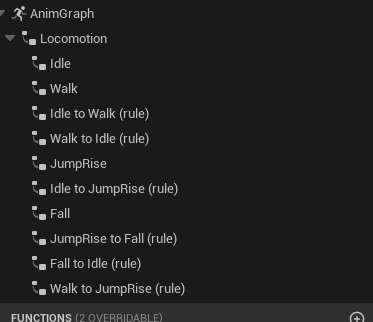 AnimGraph
Locomotion
Idle
Walk
Idle to Walk (rule)
Walk to Idle (rule)
JumpRise
Idle to JumpRise (rule)
Fall
JumpRise to Fall (rule)
Fall to Idle (rule)
Walk to JumpRise (rule)
FUNCTIONS (2 OVERRIDABLE)